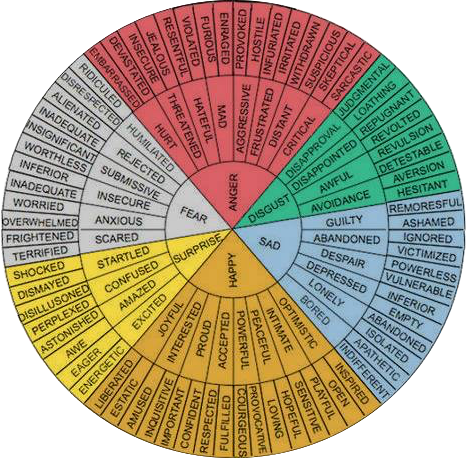 ANGER
DISGUST
SAD
HAPPY
SURPRISE
FEAR
HURT
THREATENED
HATEFUL
MAD
AGGRESSIVE
FRUSTRATED
DISTANT
CRITICAL
DISAPPROVAL
DISAPPOINTED
AWFUL
AVOIDANCE
GUILTY
ABANDONED
DESPAIR
DEPRESSED
LONELY
BORED
OPTIMISTIC
INTIMATE
PEACEFUL
POWERFUL
ACCEPTED
PROUD
INTERESTED
JOYFUL
EXCITED
AMAZED
CONFUSED
STARTLED
SCARED
ANXIOUS
INSECURE
SUBMISSIVE
REJECTED
HUMILIATED
EMBARRASSED
DEVASTATED
INSECURE
JEALOUS
RESENTFUL
VIOLATED
FURIOUS
ENRAGED
PROVOKED
HOSTILE
INFURIATED
IRRITATED
WITHDRAWN
SUSPICIOUS
SKEPTICAL
SARCASTIC
JUDGMENTAL
LOATHING
REPUGNANT
REVOLTED
REVULSION
DETESTABLE
AVERSION
HESITANT
REMORSEFUL
ASHAMED
IGNORED
VICTIMIZED
POWERLESS
VULNERABLE
INFERIOR
EMPTY
ABANDONED
ISOLATED
APATHETIC
INDIFFERENT
INSPIRED
OPEN
PLAYFUL
SENSITIVE
HOPEFUL
LOVING
PROVOCATIVE
COURGEOUS
FULFILLED
RESPECTED
CONFIDENT
IMPORTANT
INQUISITIVE
AMUSED
ESTATIC
LIBERATED
ENERGETIC
EAGER
AWE
ASTONISHED
PERPLEXED
DISILLUSIONED
DISMAYED
SHOCKED
TERRIFIED
FRIGHTENED
OVERWHELMED
WORRIED
INADEQUATE
INFERIOR
WORTHLESS
INSIGNIFICANT
INADEQUATE
ALIENATED
DISRESPECTED
RIDICULED